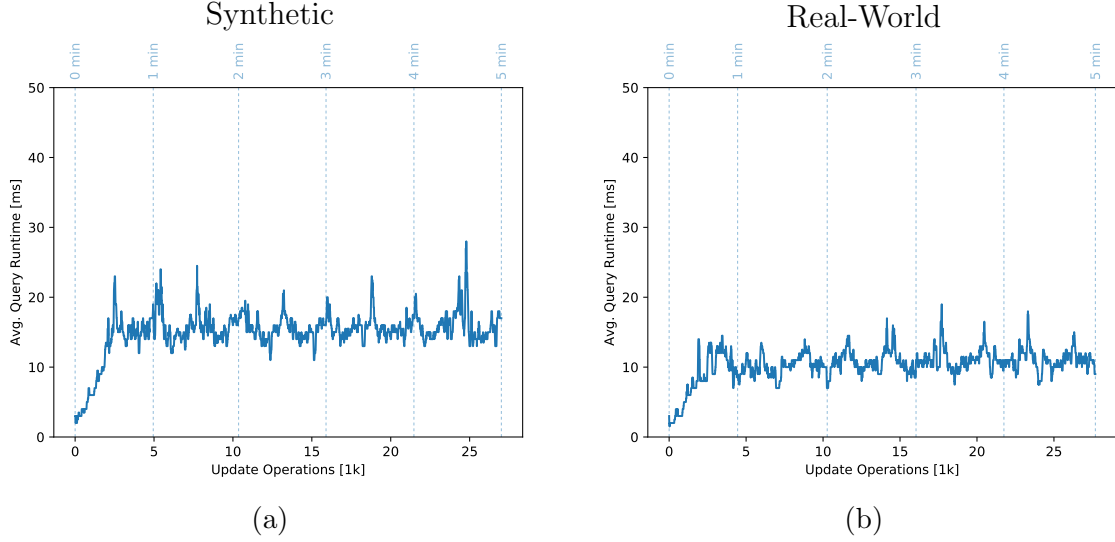 Synthetic
0 min
1 min
2 min
3 min
4 min
5 min
50
40
30
20
10
0
Avg. Query Runtime [ms]
0
5
10
15
20
25
Update Operations [1k]
(a)
Real-World
0 min
1 min
2 min
3 min
4 min
5 min
50
40
30
20
10
0
Avg. Query Runtime [ms]
0
5
10
15
20
25
Update Operations [1k]
(b)